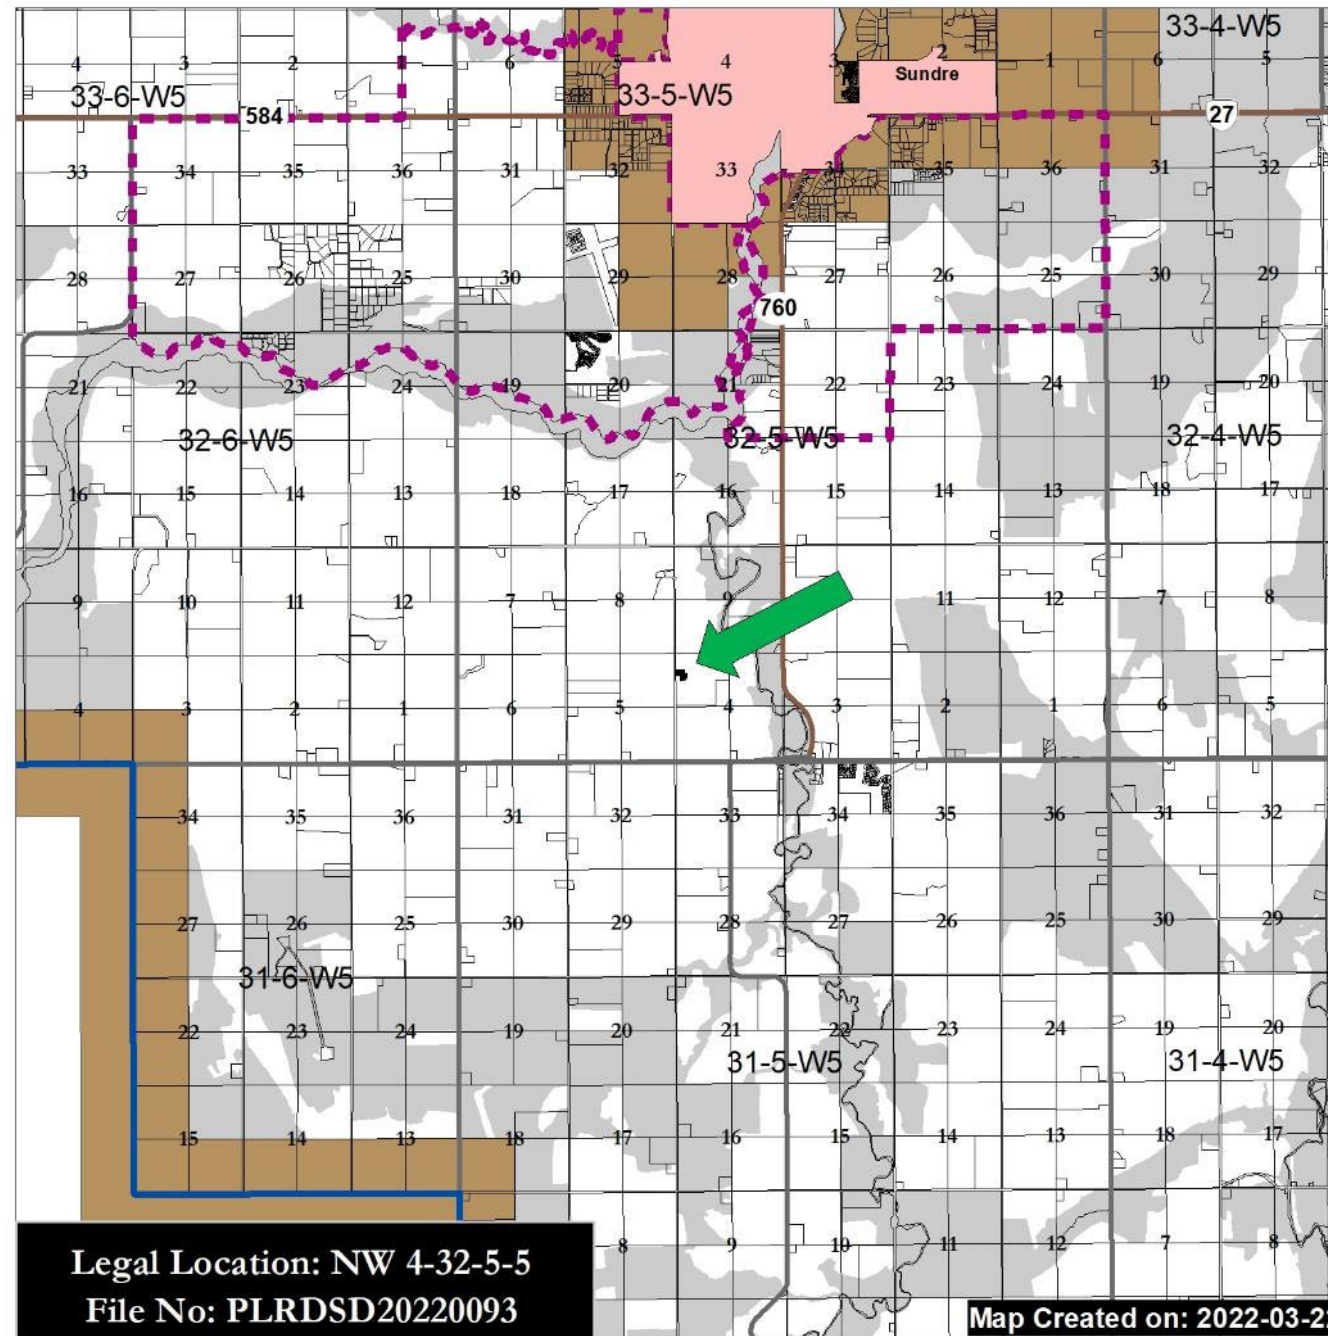 33-4-W5
4 3 2 6 5 4 3 2 1 6 5
Sundre
33-6-W5 33-5-W5
584 27
33 34 35 36 31 32 33 34 35 36 31 32
28 27 26 25 30 29 28 27 26 25 30 29
760
21 22 23 24 19 20 21 22 23 24 19 20
32-6-W5 32-5-W5 32-4-W5
16 15 14 13 18 17 16 15 14 13 18 17
9 10 11 12 7 8 9 11 12 7 8
4 3 2 1 6 5 4 3 2 1 6 5
34 35 36 31 32 33 34 35 36 31 32
27 26 25 30 29 28 27 26 25 30 29
31-6-W5
22 23 24 19 20 21 22 23 24 19 20
31-5-W5 31-4-W5
15 14 13 18 17 16 15 14 13 18 17
8 9 10 11 12 7 8
Legal Location: NW 4-32-5-5
File No: PLRDSD20220093
Map Created on: 2022-03-22